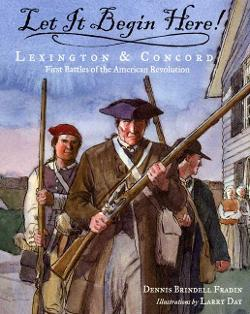 Let It Begin Here!
LEXINGTON & CONCORD
First Battles of the American Revolution
DENNIS BRINDELL FRADIN
Illustrations by LARRY DAY